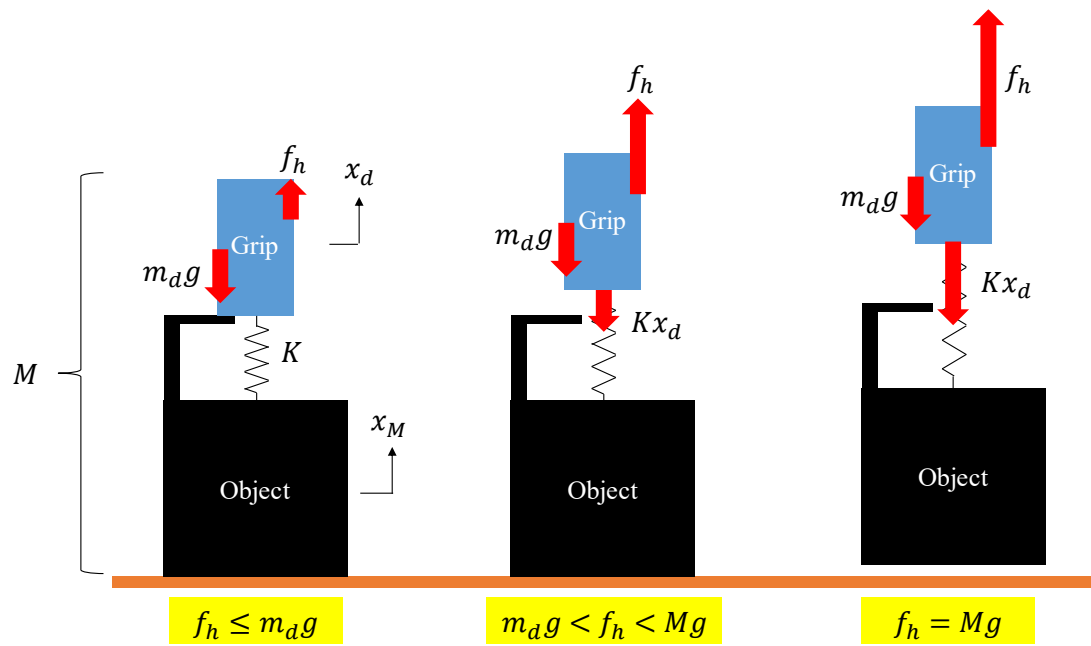 f_h
x_d
Grip
m_d g
K
M
x_M
Object
f_h ≤ m_d g
f_h
Grip
m_d g
K x_d
Object
m_d g < f_h < Mg
f_h
Grip
m_d g
K x_d
Object
f_h = Mg